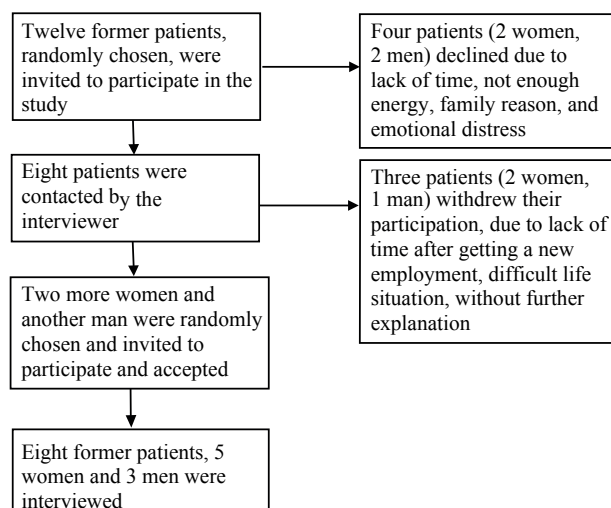 Twelve former patients,
randomly chosen, were
invited to participate in the
study
Four patients (2 women,
2 men) declined due to
lack of time, not enough
energy, family reason, and
emotional distress
Eight patients were
contacted by the
interviewer
Three patients (2 women,
1 man) withdrew their
participation, due to lack of
time after getting a new
employment, difficult life
situation, without further
explanation
Two more women and
another man were randomly
chosen and invited to
participate and accepted
Eight former patients, 5
women and 3 men were
interviewed